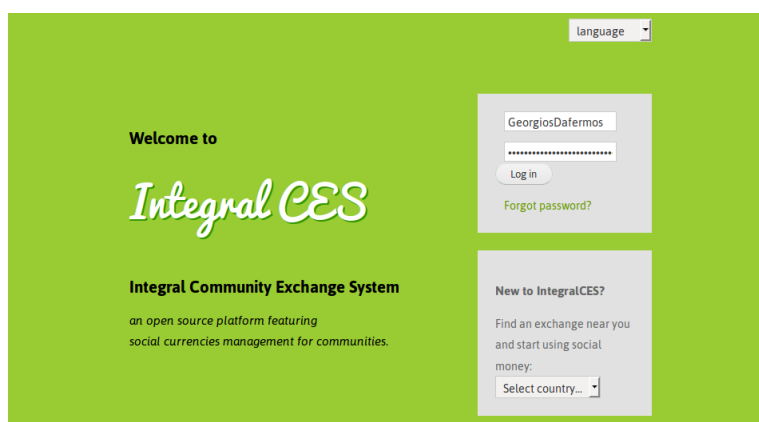 language
Welcome to
Integral CES
Integral Community Exchange System
an open source platform featuring
social currencies management for communities.
GeorgiosDafermos
Log in
Forgot password?
New to IntegralCES?
Find an exchange near you
and start using social
money:
Select country...